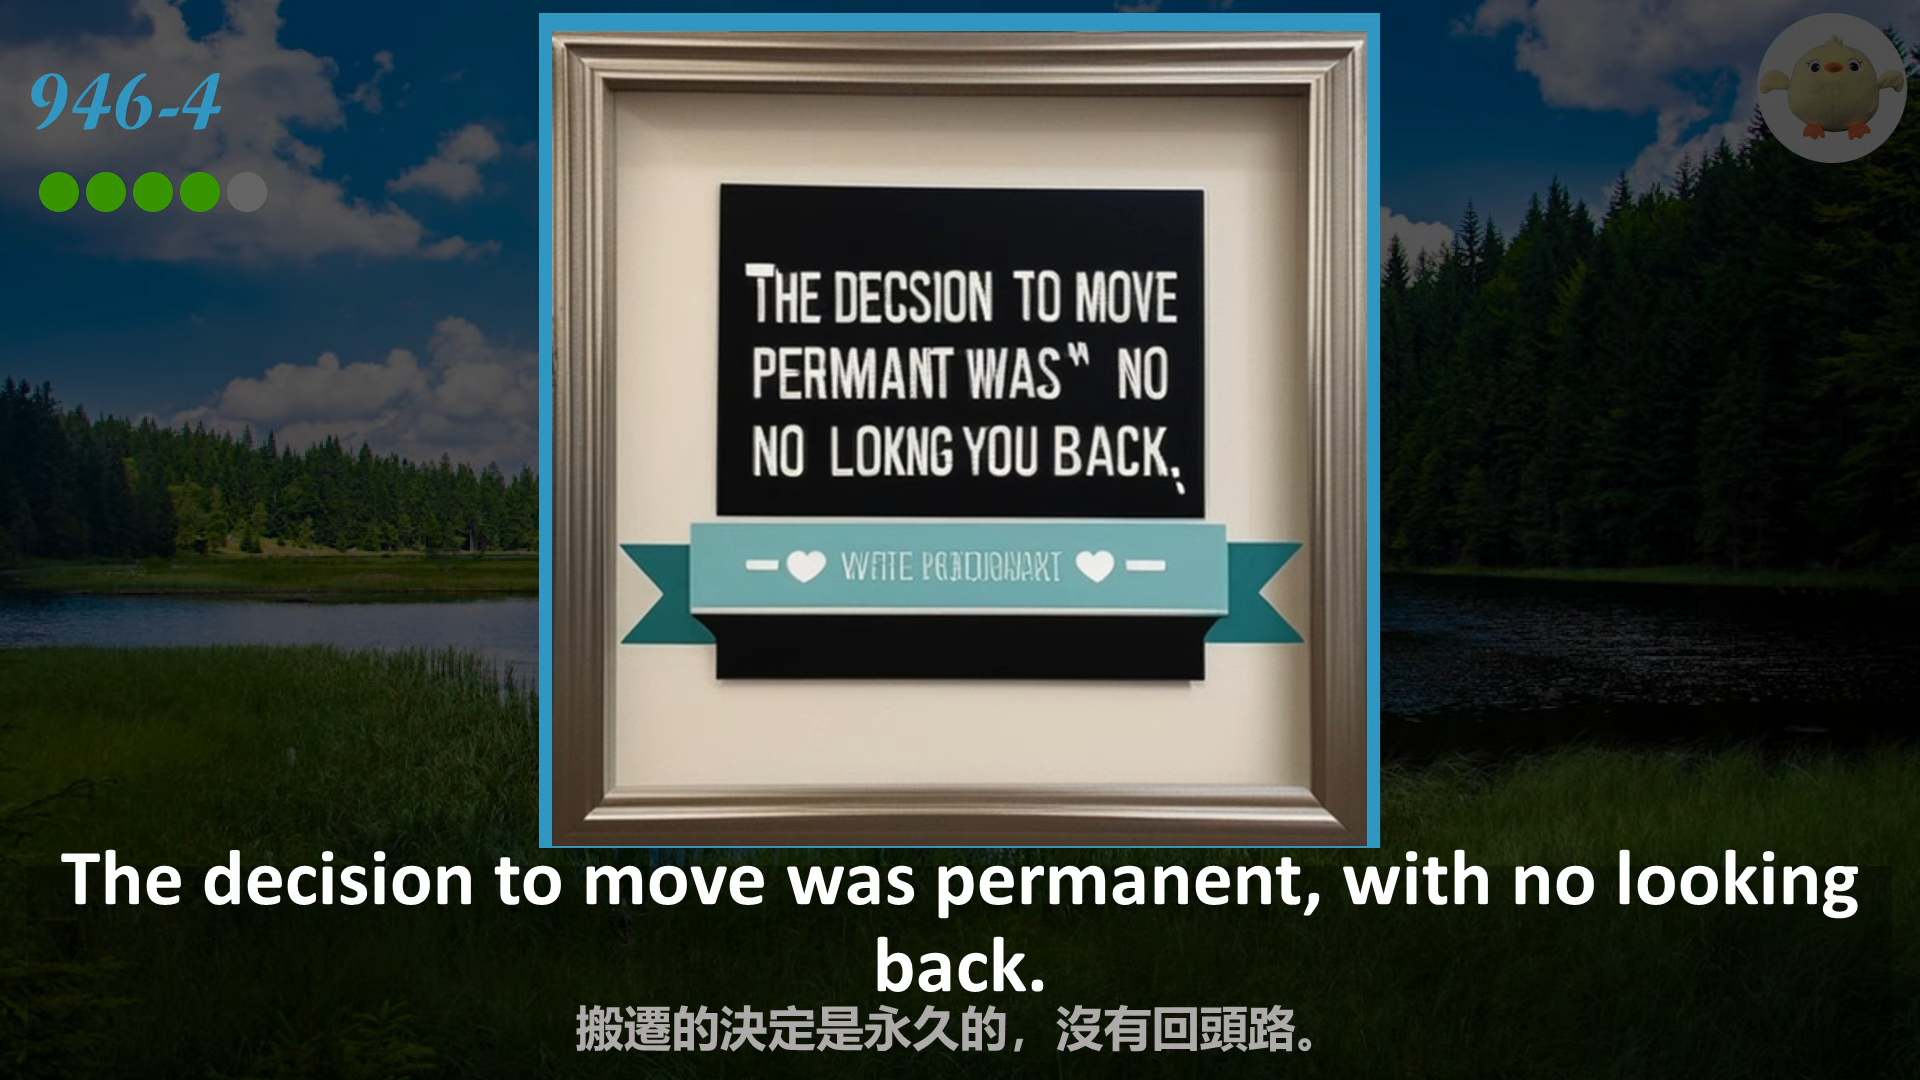 946-4
THE DECSION TO MOVE
PERMANT WAS" NO
NO LOKNG YOU BACK,
The decision to move was permanent, with no looking
back.
搬遷的決定是永久的，沒有回頭路。